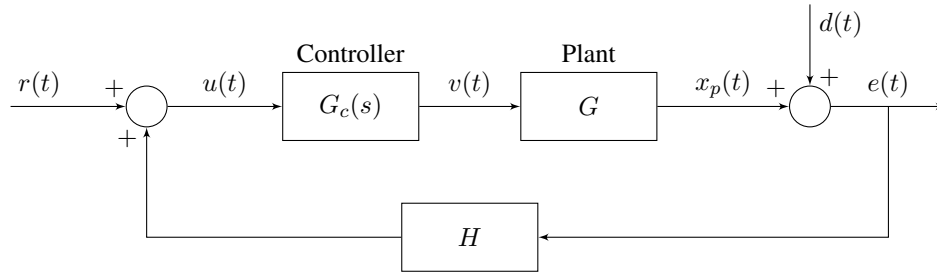 Controller
Plant
d(t)
r(t)
+
u(t)
G_c(s)
v(t)
G
x_p(t)
+
+
e(t)
+
H